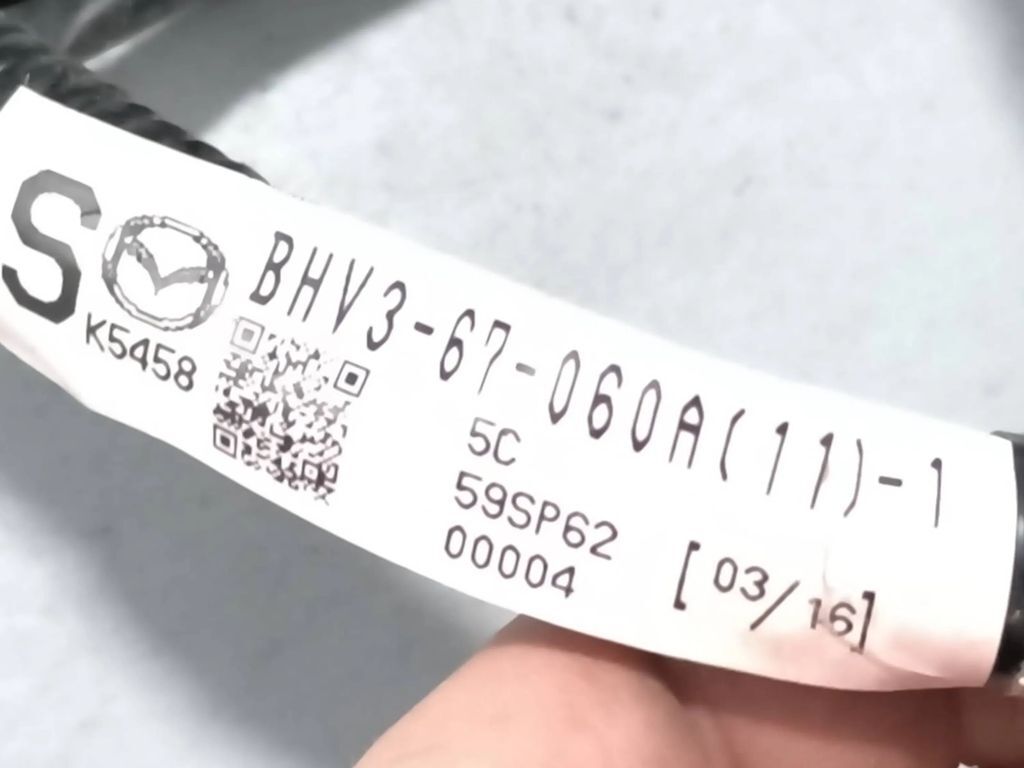 S
BHV3-67-060A(11)-1
K5458
5C
59SP62
00004
[ 03/16]